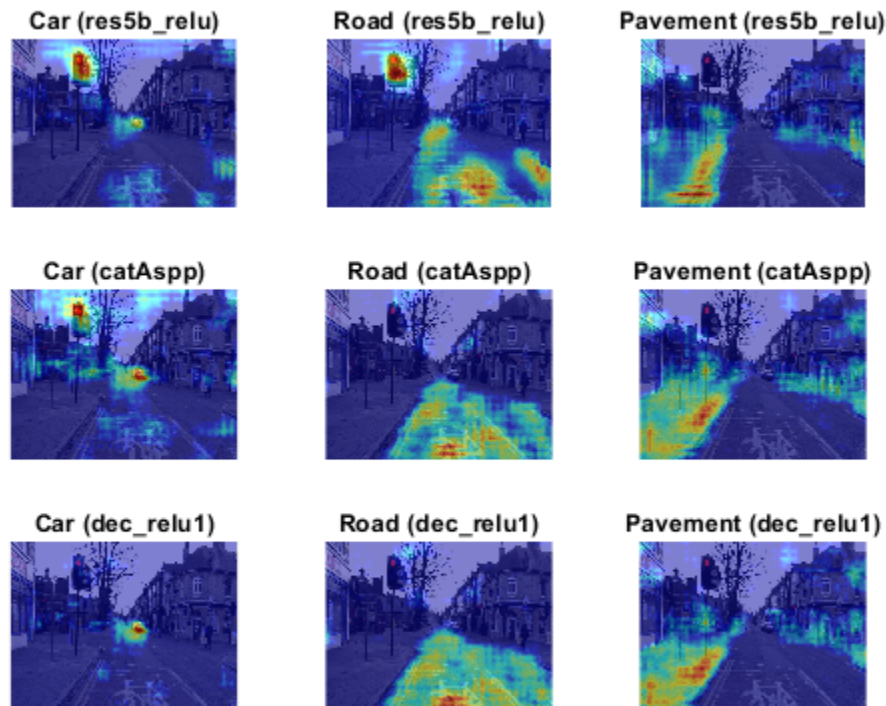 Car (res5b_relu)
Road (res5b_relu)
Pavement (res5b_relu)
Car (catAspp)
Road (catAspp)
Pavement (catAspp)
Car (dec_relu1)
Road (dec_relu1)
Pavement (dec_relu1)